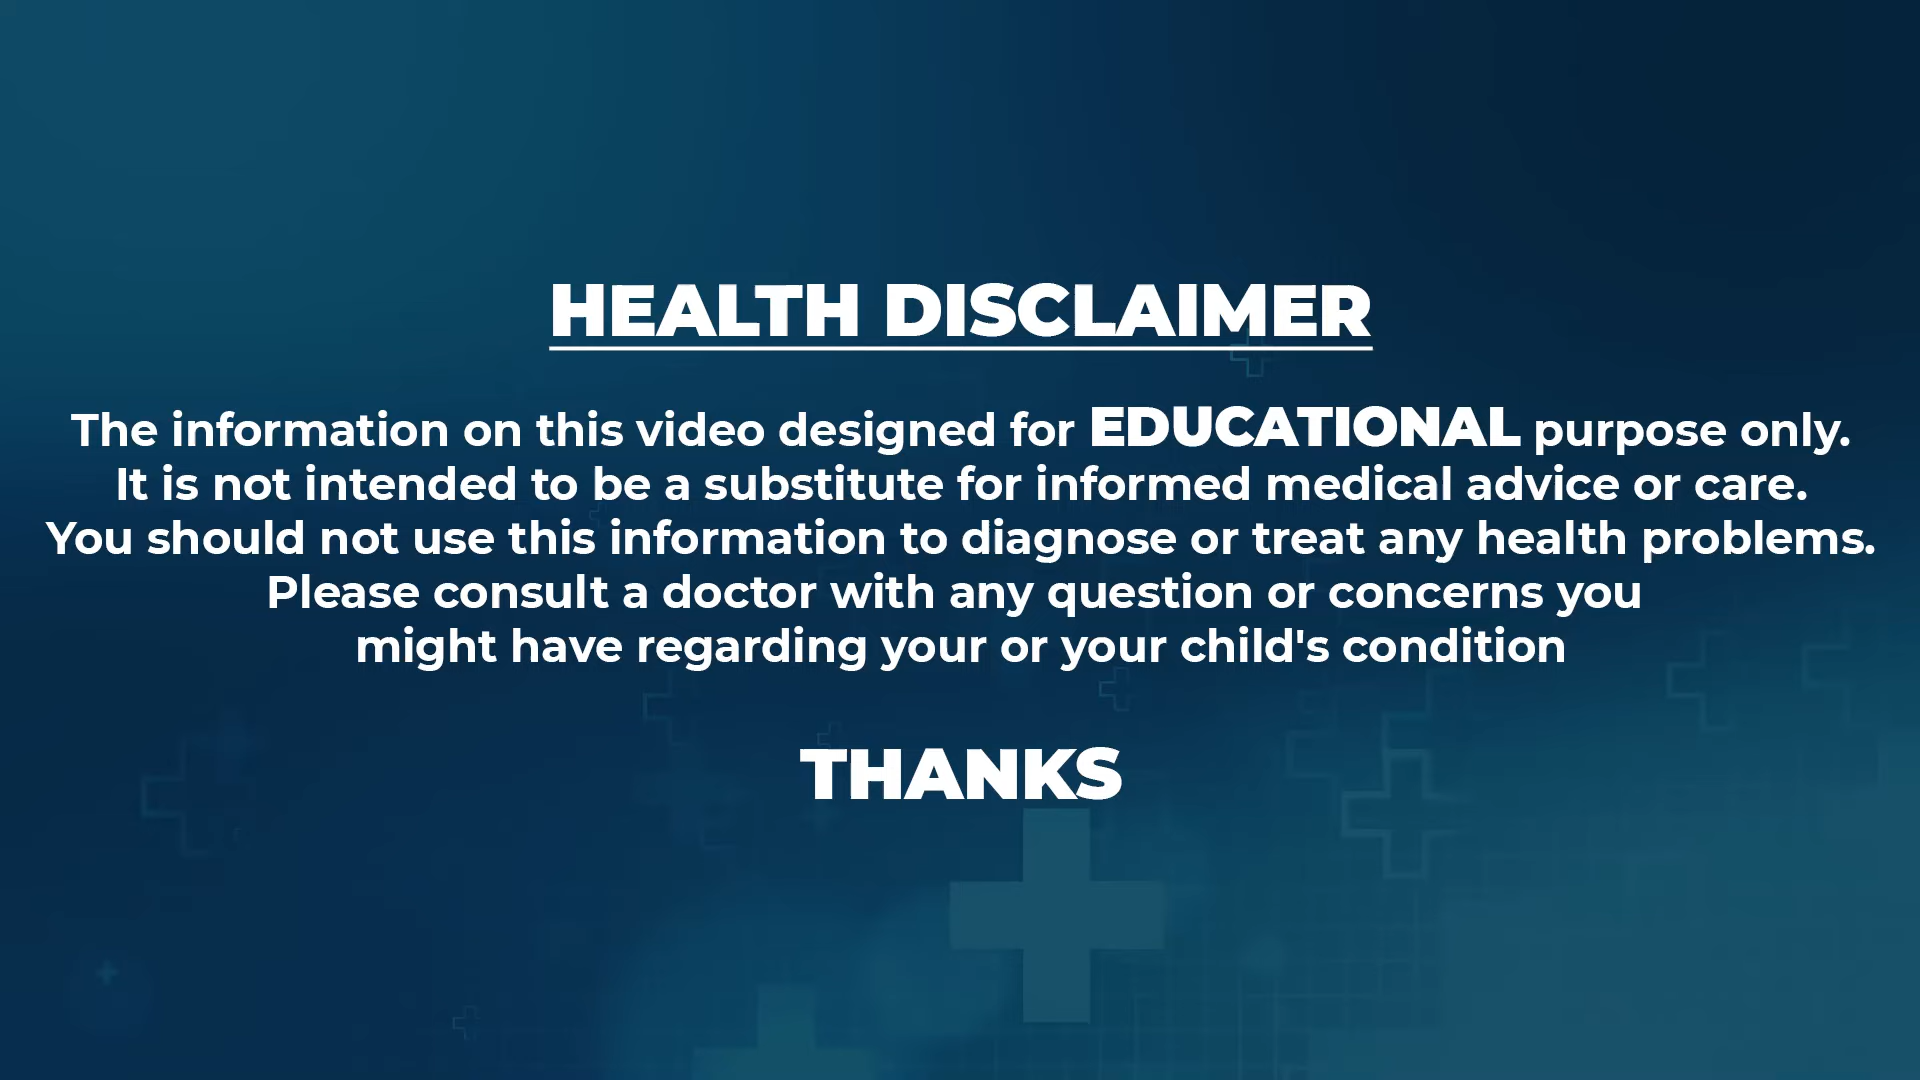 HEALTH DISCLAIMER
The information on this video designed for EDUCATIONAL purpose only.
It is not intended to be a substitute for informed medical advice or care.
You should not use this information to diagnose or treat any health problems.
Please consult a doctor with any question or concerns you
might have regarding your or your child's condition
THANKS